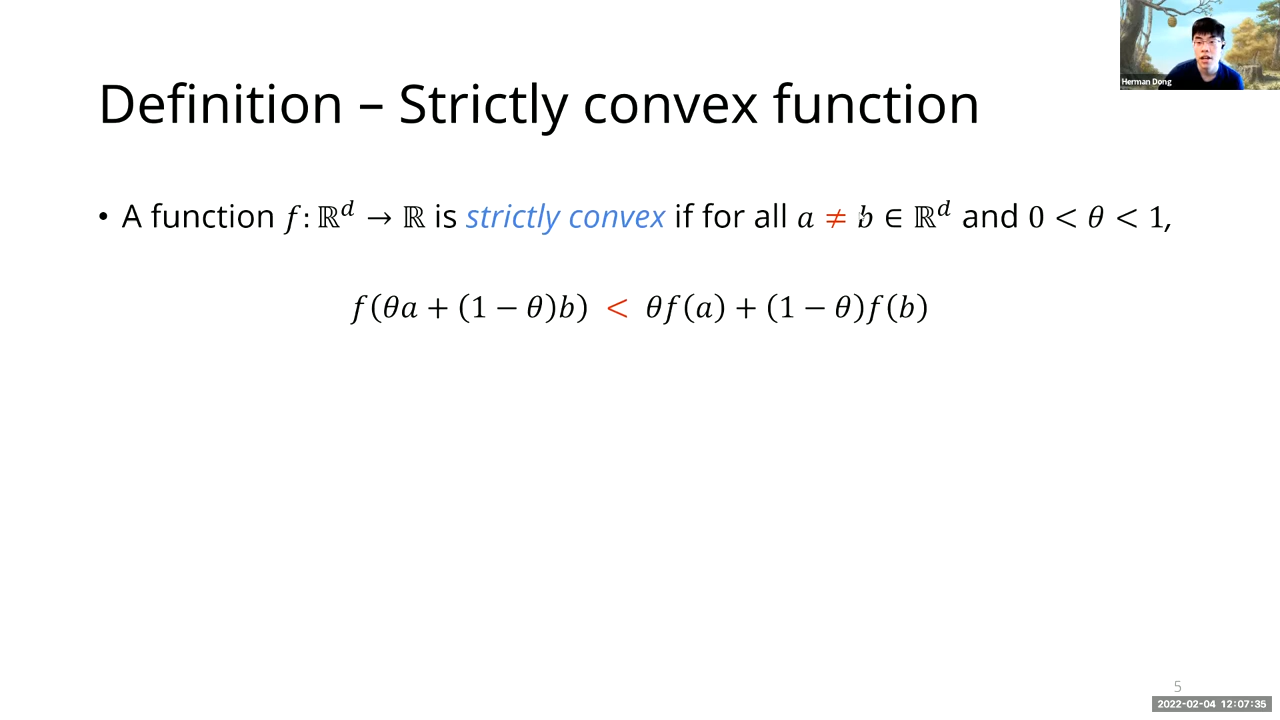 Herman Dong
Definition – Strictly convex function
• A function 𝑓: ℝ^𝑑 → ℝ is strictly convex if for all 𝑎 ≠ 𝑏 ∈ ℝ^𝑑 and 0 < 𝜃 < 1,
𝑓(𝜃𝑎 + (1 − 𝜃)𝑏) < 𝜃𝑓(𝑎) + (1 − 𝜃)𝑓(𝑏)
5
2022-02-04 12:07:35